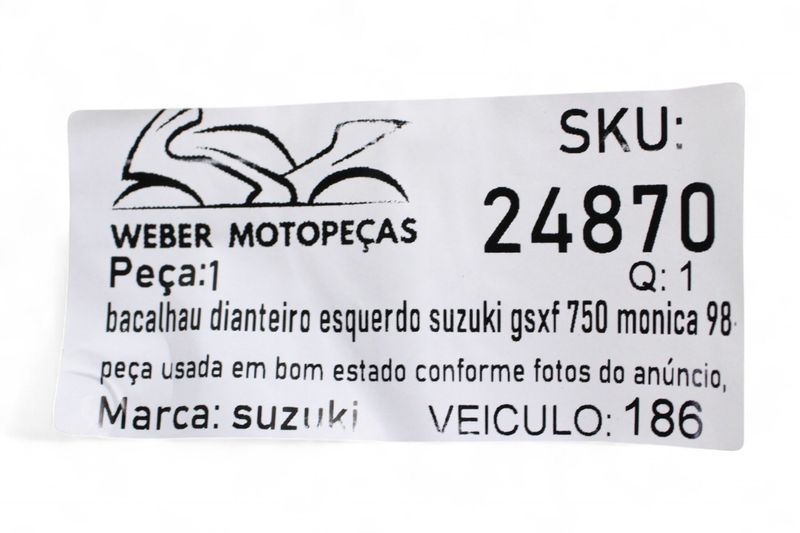 SKU:
24870
WEBER MOTOPEÇAS
Peça:1
Q: 1
bacalhau dianteiro esquerdo suzuki gsxf 750 monica 98-
peça usada em bom estado conforme fotos do anúncio,
Marca: suzuki
VEICULO: 186